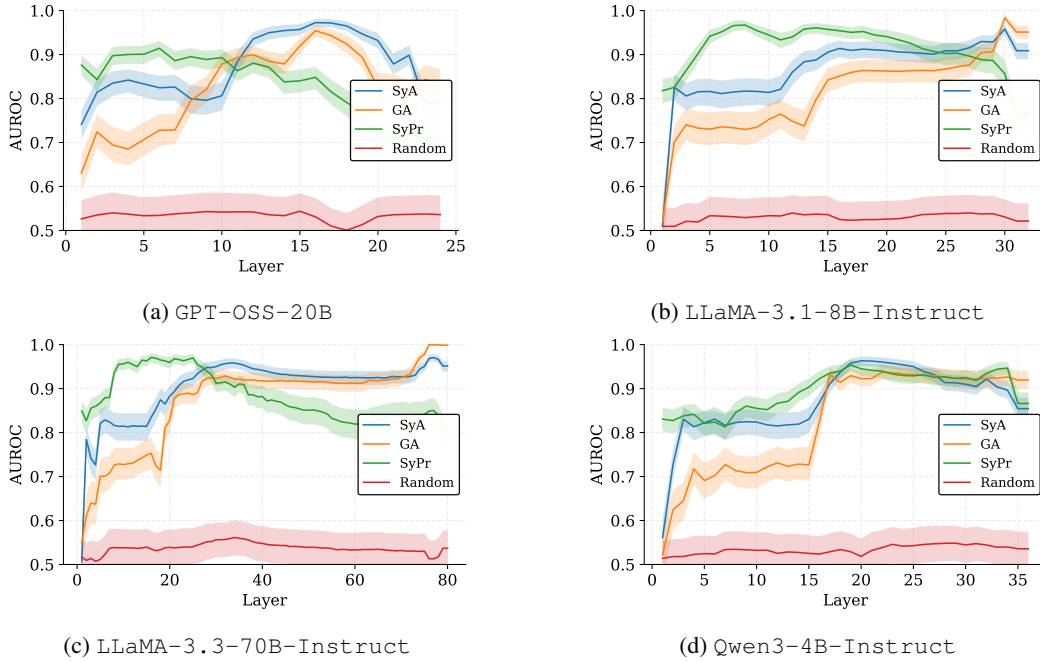 1.0
0.9
0.8
0.7
0.6
0.5
AUROC
0 5 10 15 20 25
Layer
SyA
GA
SyPr
Random
(a) GPT-OSS-20B
1.0
0.9
0.8
0.7
0.6
0.5
AUROC
0 5 10 15 20 25 30
Layer
SyA
GA
SyPr
Random
(b) LLaMA-3.1-8B-Instruct
1.0
0.9
0.8
0.7
0.6
0.5
AUROC
0 20 40 60 80
Layer
SyA
GA
SyPr
Random
(c) LLaMA-3.3-70B-Instruct
1.0
0.9
0.8
0.7
0.6
0.5
AUROC
0 5 10 15 20 25 30 35
Layer
SyA
GA
SyPr
Random
(d) Qwen3-4B-Instruct